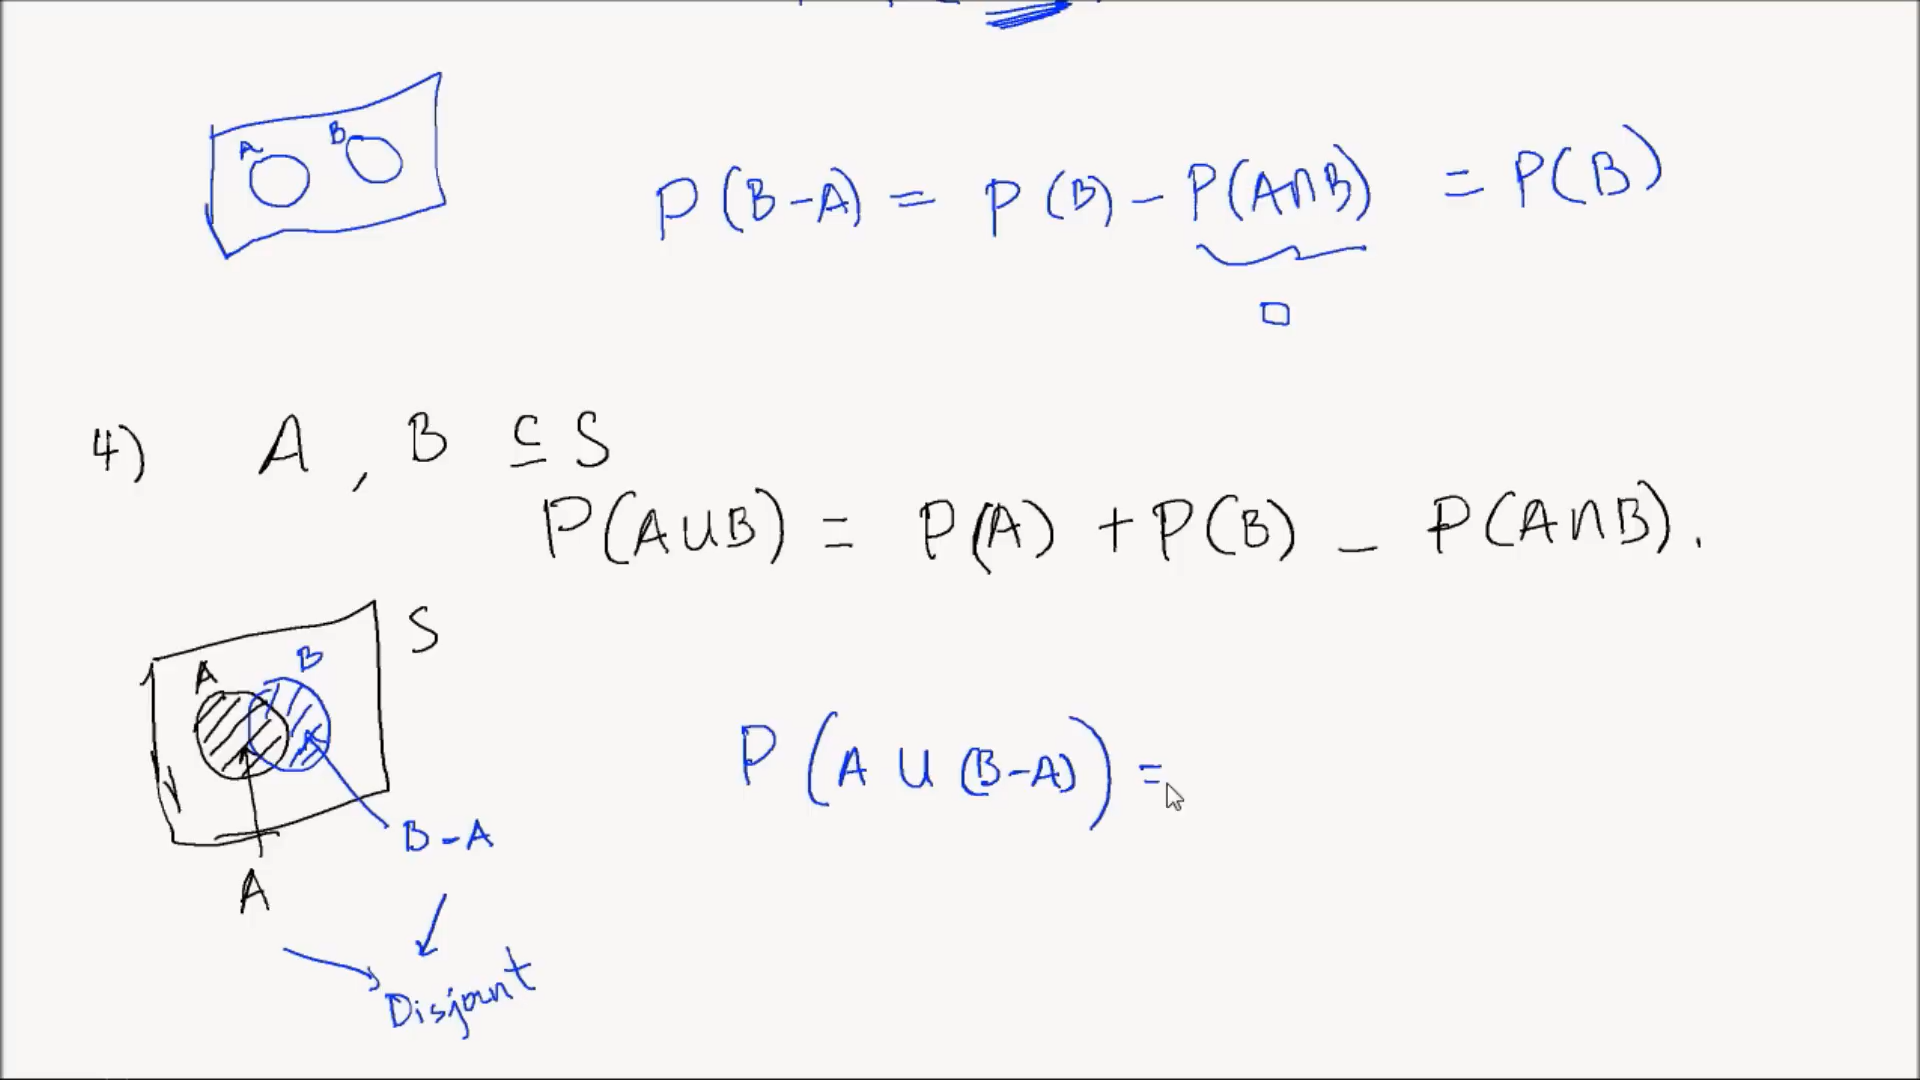 A B
P(B-A) = P(B) - P(A∩B) = P(B)
0
4) A, B ⊆ S
P(A∪B) = P(A) + P(B) - P(A∩B).
S
A B
P(A ∪ (B-A)) =
B-A
A
Disjoint